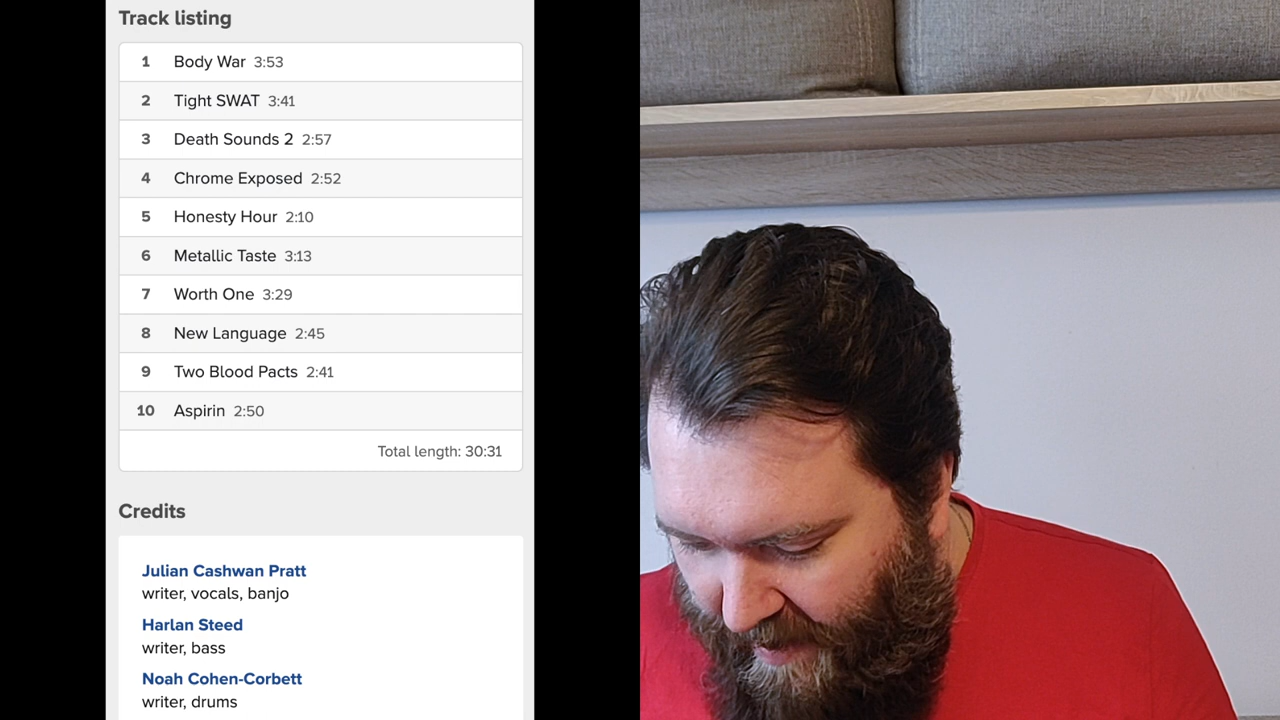 Track listing
1 Body War 3:53
2 Tight SWAT 3:41
3 Death Sounds 2 2:57
4 Chrome Exposed 2:52
5 Honesty Hour 2:10
6 Metallic Taste 3:13
7 Worth One 3:29
8 New Language 2:45
9 Two Blood Pacts 2:41
10 Aspirin 2:50
Total length: 30:31
Credits
Julian Cashwan Pratt
writer, vocals, banjo
Harlan Steed
writer, bass
Noah Cohen-Corbett
writer, drums